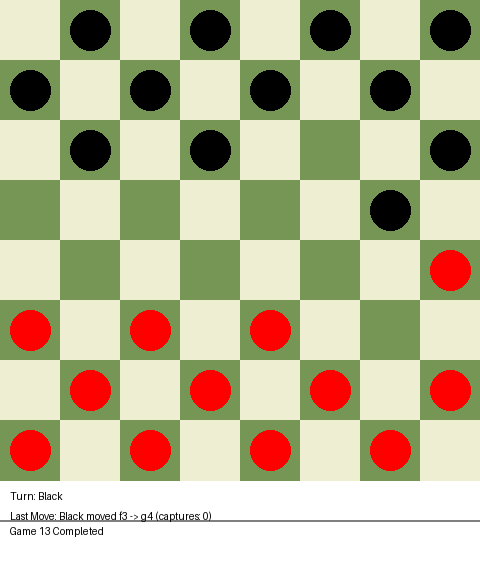 Turn: Black
Last Move: Black moved f3 -> g4 (captures: 0)
Game 13 Completed